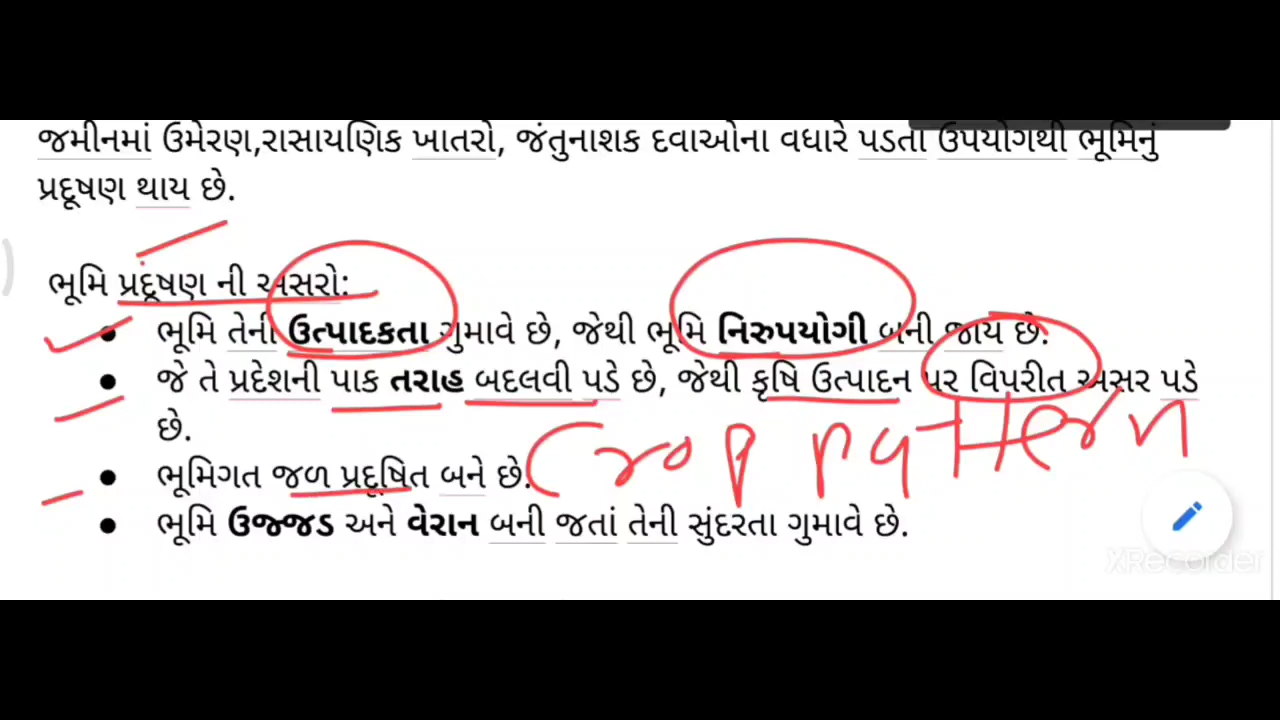 જમીનમાં ઉમેરણ,રાસાયણિક ખાતરો, જંતુનાશક દવાઓના વધારે પડતા ઉપયોગથી ભૂમિનું
પ્રદૂષણ થાય છે.
ભૂમિ પ્રદૂષણ ની અસરો:
● ભૂમિ તેની ઉત્પાદકતા ગુમાવે છે, જેથી ભૂમિ નિરુપયોગી બની જાય છે.
● જે તે પ્રદેશની પાક તરાહ બદલવી પડે છે, જેથી કૃષિ ઉત્પાદન પર વિપરીત અસર પડે
છે.
Crop pattern
● ભૂમિગત જળ પ્રદૂષિત બને છે.
● ભૂમિ ઉજ્જડ અને વેરાન બની જતાં તેની સુંદરતા ગુમાવે છે.
XRecorder